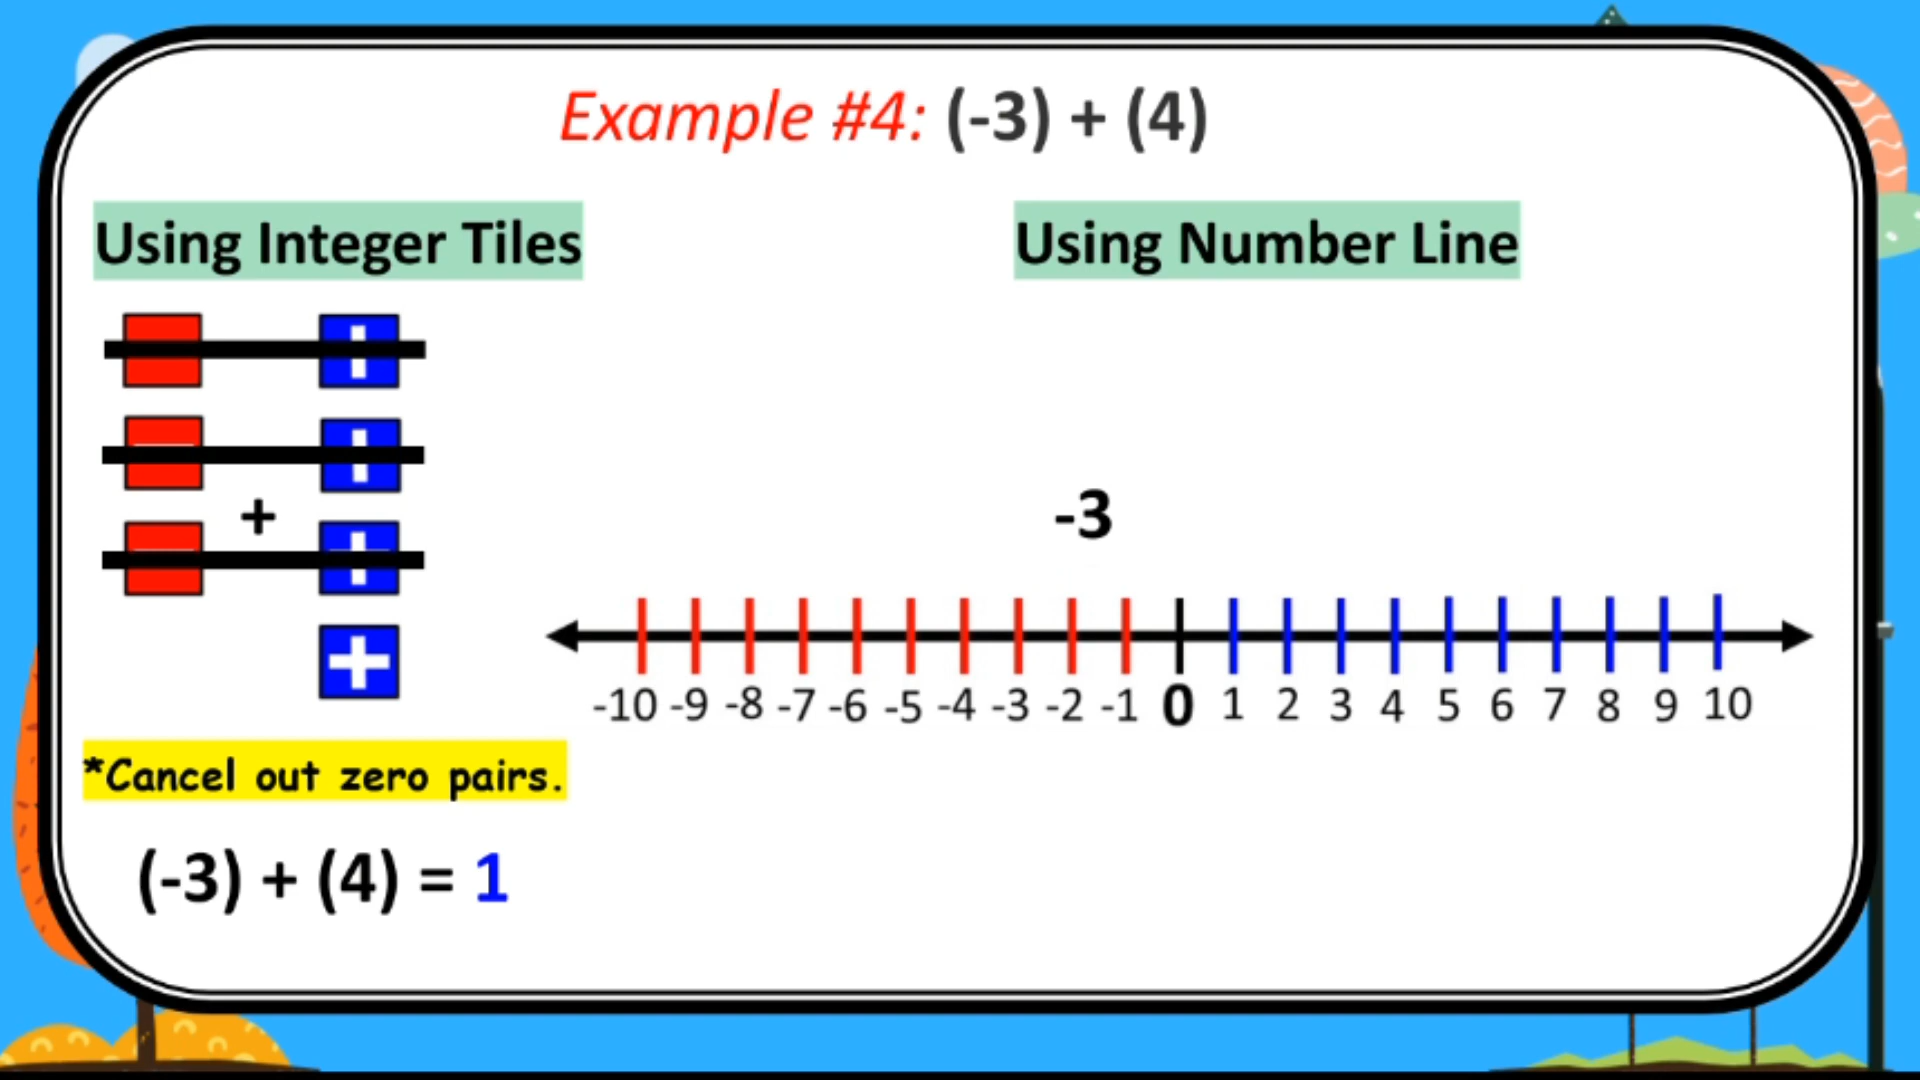 Example #4: (-3) + (4)
Using Integer Tiles
+
+
*Cancel out zero pairs.
(-3) + (4) = 1
Using Number Line
-3
-10 -9 -8 -7 -6 -5 -4 -3 -2 -1 0 1 2 3 4 5 6 7 8 9 10